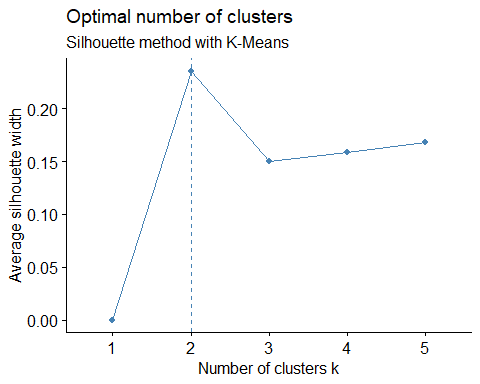 Optimal number of clusters
Silhouette method with K-Means
Average silhouette width
0.20
0.15
0.10
0.05
0.00
1 2 3 4 5
Number of clusters k